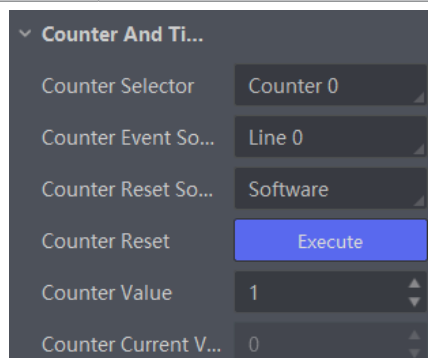 Counter And Ti...
Counter Selector Counter 0
Counter Event So... Line 0
Counter Reset So... Software
Counter Reset Execute
Counter Value 1
Counter Current V... 0